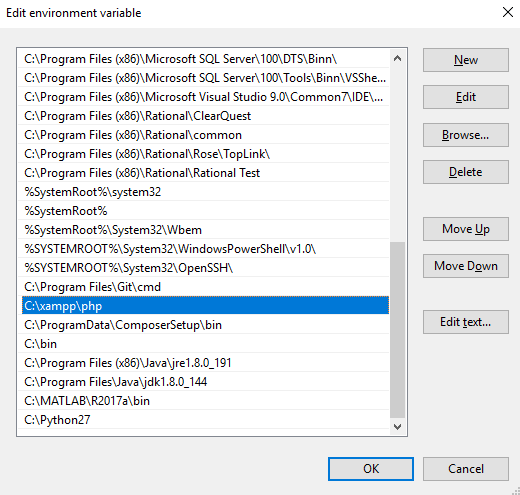 Edit environment variable
C:\Program Files (x86)\Microsoft SQL Server\100\DTS\Binn\
C:\Program Files (x86)\Microsoft SQL Server\100\Tools\Binn\VSShe...
C:\Program Files (x86)\Microsoft Visual Studio 9.0\Common7\IDE\...
C:\Program Files (x86)\Rational\ClearQuest
C:\Program Files (x86)\Rational\common
C:\Program Files (x86)\Rational\Rose\TopLink\
C:\Program Files (x86)\Rational\Rational Test
%SystemRoot%\system32
%SystemRoot%
%SystemRoot%\System32\Wbem
%SYSTEMROOT%\System32\WindowsPowerShell\v1.0\
%SYSTEMROOT%\System32\OpenSSH\
C:\Program Files\Git\cmd
C:\xampp\php
C:\ProgramData\ComposerSetup\bin
C:\bin
C:\Program Files (x86)\Java\jre1.8.0_191
C:\Program Files\Java\jdk1.8.0_144
C:\MATLAB\R2017a\bin
C:\Python27
New
Edit
Browse...
Delete
Move Up
Move Down
Edit text...
OK
Cancel